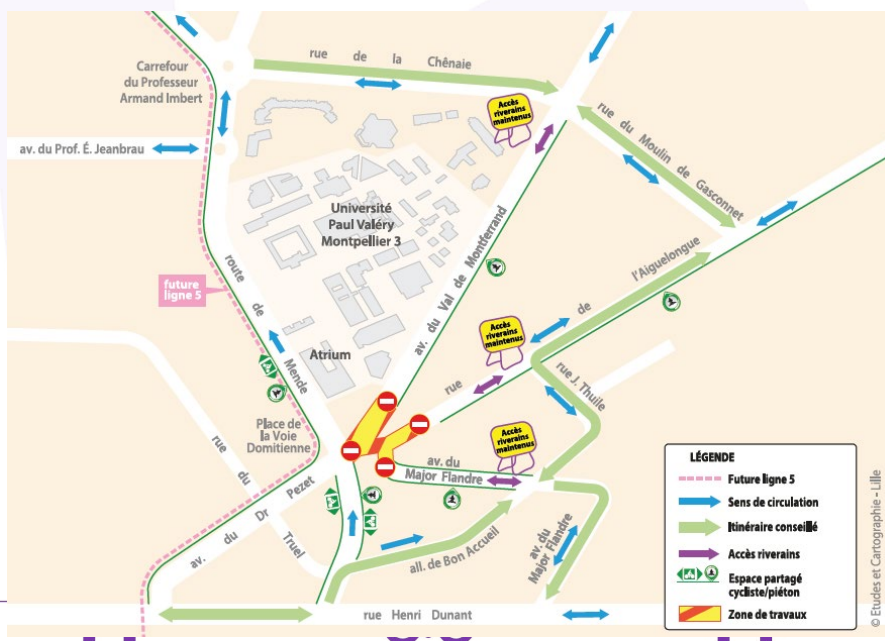 rue de la Chênaie
Carrefour
du Professeur
Armand Imbert
Accès
riverains
maintenus
av. du Prof. É. Jeanbrau
rue du Moulin de Gasconnet
Université
Paul Valéry
Montpellier 3
av. du Val de Montferrand
future
ligne 5
route de Mende
Atrium
Accès
riverains
maintenus
rue de l'Aiguelongue
rue J. Thuile
Place de
la Voie
Domitienne
rue du Truel
av. du Dr Pezet
Accès
riverains
maintenus
av. du
Major Flandre
all. de Bon Accueil
av. du
Major Flandre
rue Henri Dunant
LÉGENDE
Future ligne 5
Sens de circulation
Itinéraire conseillé
Accès riverains
Espace partagé
cycliste/piéton
Zone de travaux
© Etudes et Cartographie - Lille